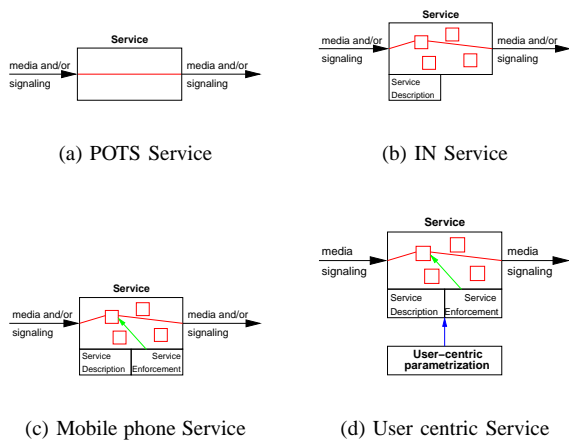 Service
media and/or
signaling
media and/or
signaling
(a) POTS Service
Service
media and/or
signaling
media and/or
signaling
Service
Description
(b) IN Service
Service
media and/or
signaling
media and/or
signaling
Service
Description
Service
Enforcement
(c) Mobile phone Service
Service
media
signaling
media
signaling
Service
Description
Service
Enforcement
User-centric
parametrization
(d) User centric Service